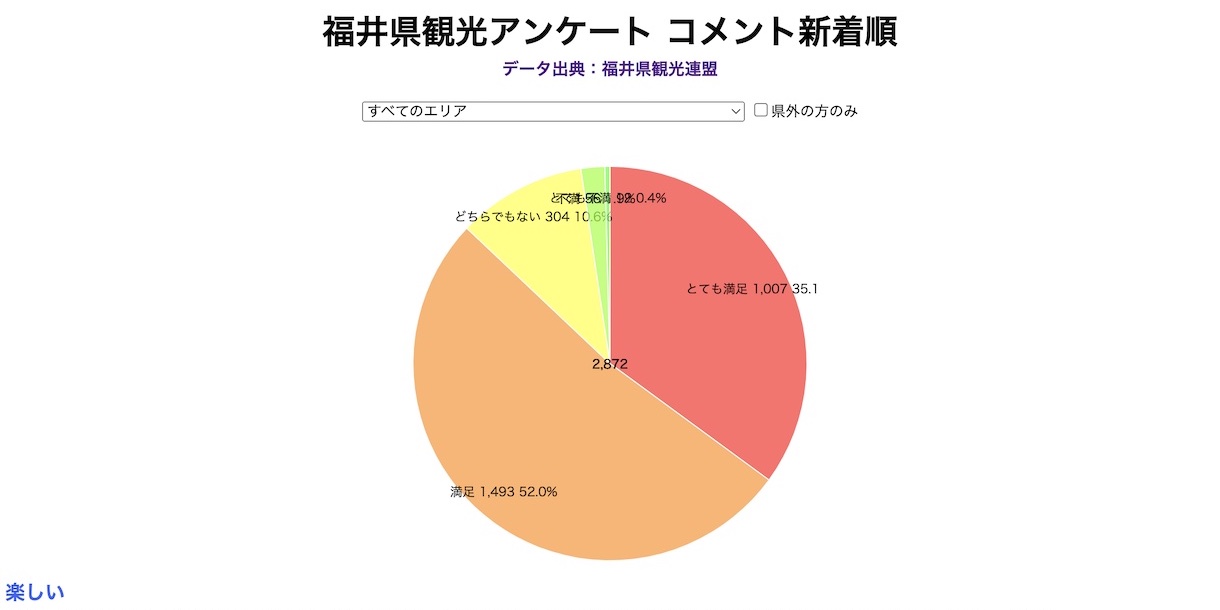 福井県観光アンケート コメント新着順
データ出典：福井県観光連盟
すべてのエリア
県外の方のみ
0.4%
どちらでもない 304 10.6%
とても満足 1,007 35.1
2,872
満足 1,493 52.0%
楽しい